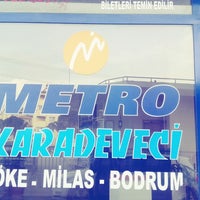 BİLETLERİ TEMİN EDİLİR
METRO
KARADEVECİ
ÖKE - MİLAS - BODRUM